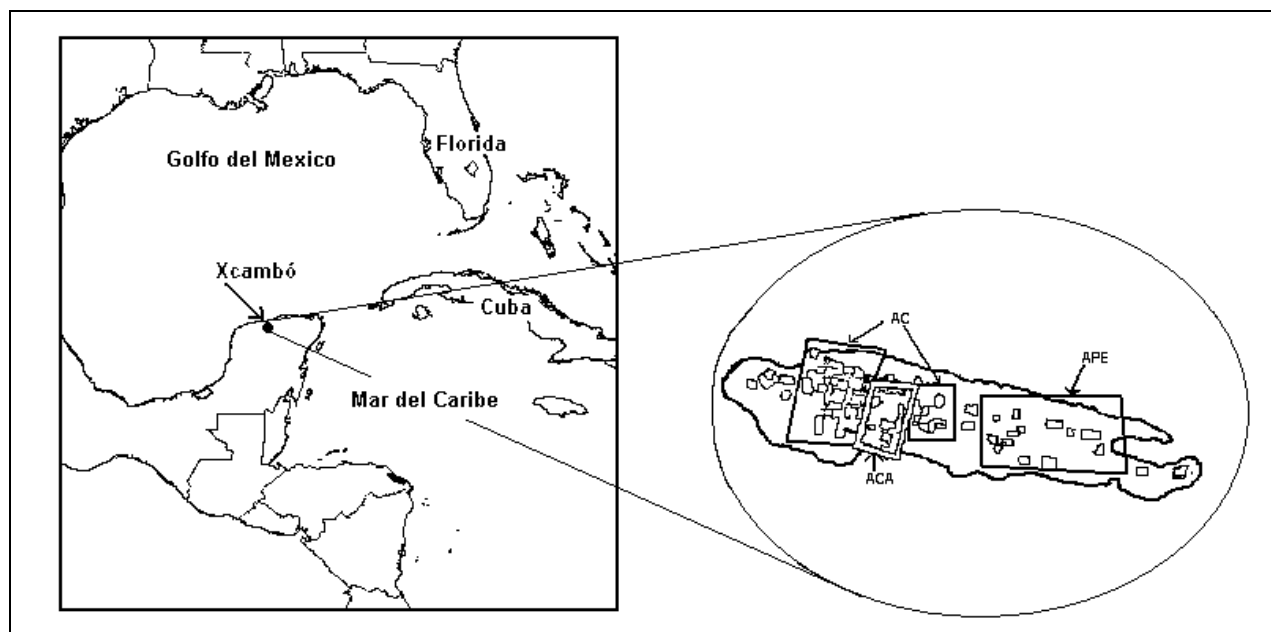 Florida
Golfo del Mexico
Xcambó
Cuba
Mar del Caribe
AC
APE
ACA